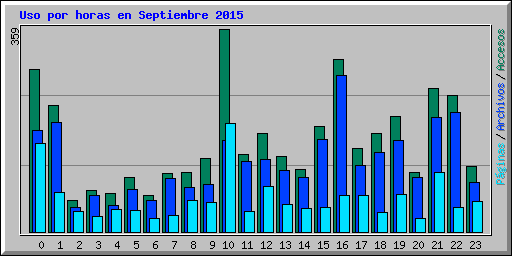 Uso por horas en Septiembre 2015
359
Páginas / Archivos / Accesos
0 1 2 3 4 5 6 7 8 9 10 11 12 13 14 15 16 17 18 19 20 21 22 23